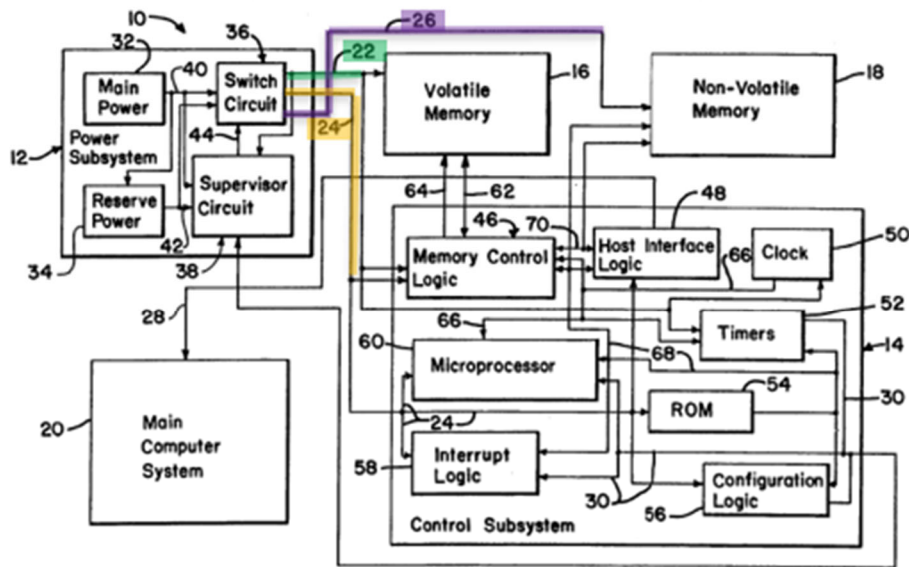 10
32
36
26
22
Main
Power
40
Switch
Circuit
Volatile
Memory
16
Non-Volatile
Memory
18
44
24
12
Power
Subsystem
Supervisor
Circuit
Reserve
Power
34
42
38
64
62
46
70
48
Memory Control
Logic
Host Interface
Logic
66
Clock
50
28
52
66
60
Microprocessor
68
Timers
14
20
Main
Computer
System
24
54
ROM
30
58
Interrupt
Logic
30
56
Configuration
Logic
Control Subsystem